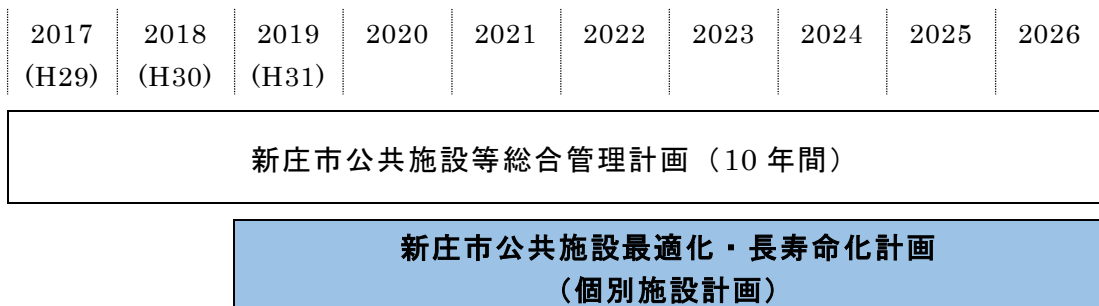 2017 2018 2019 2020 2021 2022 2023 2024 2025 2026
(H29) (H30) (H31)
新庄市公共施設等総合管理計画（10 年間）
新庄市公共施設最適化・長寿命化計画
（個別施設計画）